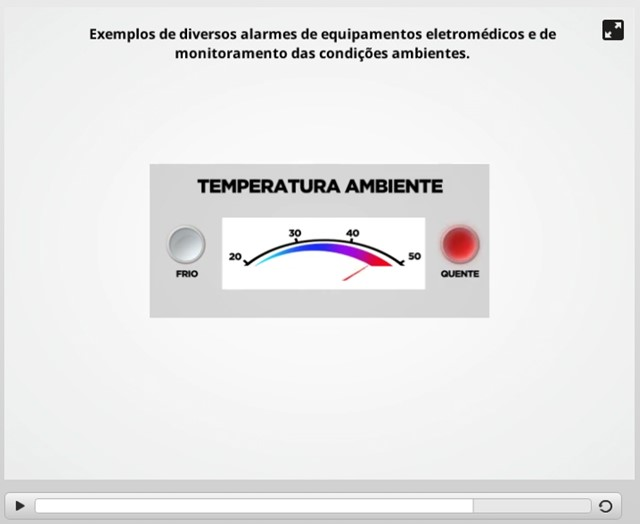 Exemplos de diversos alarmes de equipamentos eletromédicos e de
monitoramento das condições ambientes.
TEMPERATURA AMBIENTE
20
30
40
50
FRIO
QUENTE